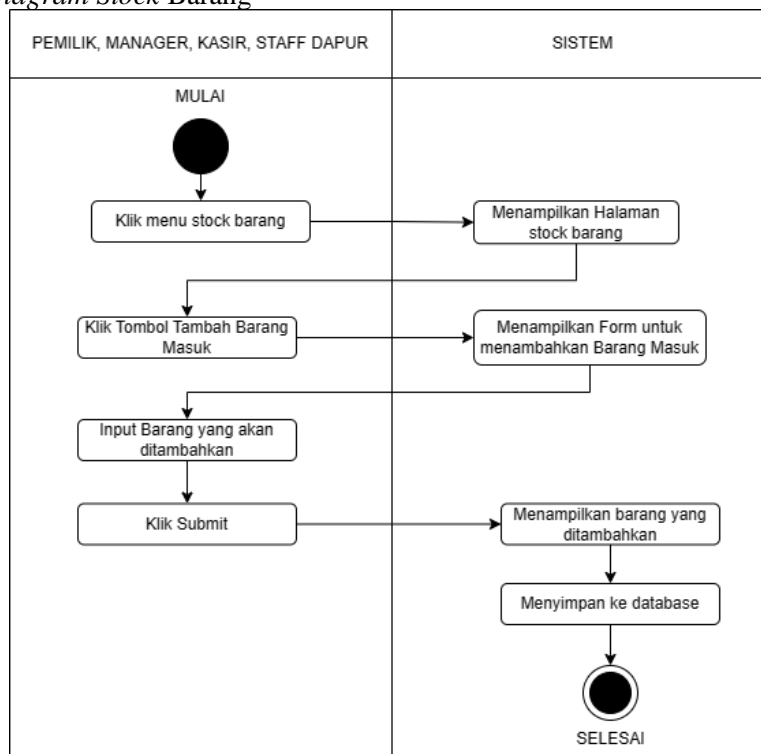 Stock Barang
PEMILIK, MANAGER, KASIR, STAFF DAPUR
SISTEM
MULAI
Klik menu stock barang
Menampilkan Halaman
stock barang
Klik Tombol Tambah Barang
Masuk
Menampilkan Form untuk
menambahkan Barang Masuk
Input Barang yang akan
ditambahkan
Klik Submit
Menampilkan barang yang
ditambahkan
Menyimpan ke database
SELESAI